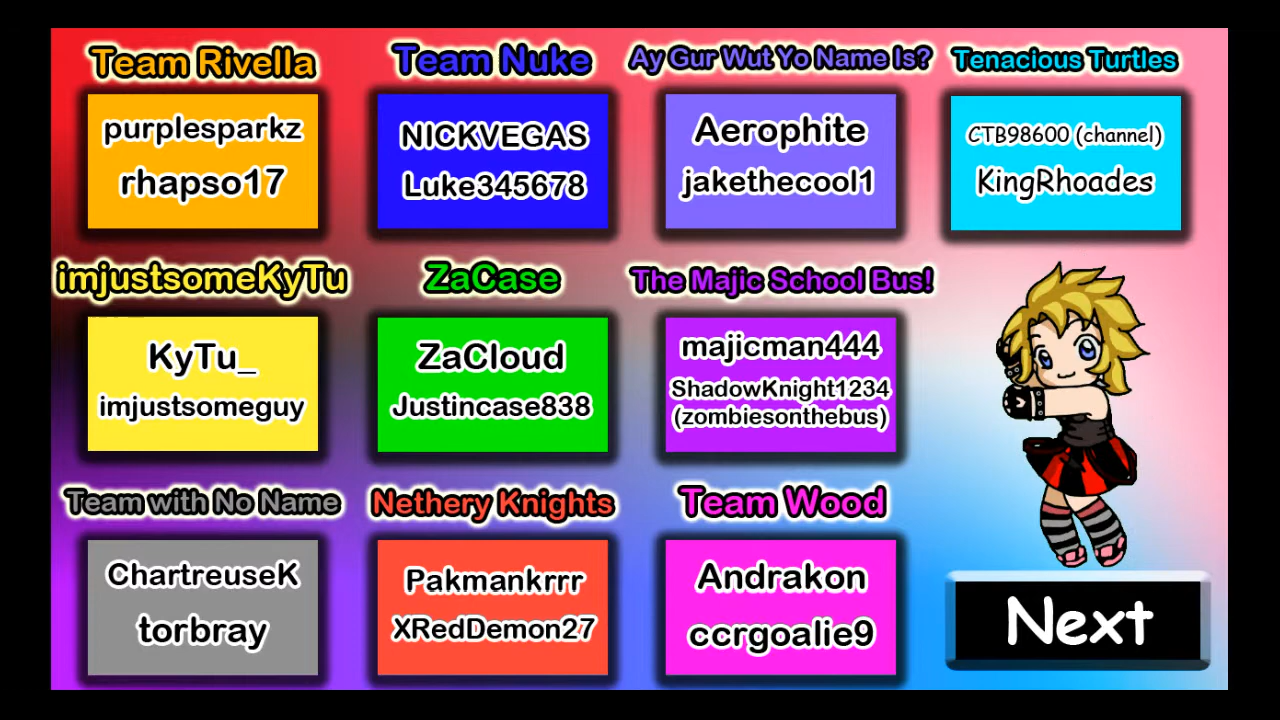 Team Rivella
purplesparkz
rhapso17
Team Nuke
NICKVEGAS
Luke345678
Ay Gur Wut Yo Name Is?
Aerophite
jakethecool1
Tenacious Turtles
CTB98600 (channel)
KingRhoades
imjustsomeKyTu
KyTu_
imjustsomeguy
ZaCase
ZaCloud
Justincase838
The Majic School Bus!
majicman444
ShadowKnight1234
(zombiesonthebus)
Team with No Name
ChartreuseK
torbray
Nethery Knights
Pakmankrrr
XRedDemon27
Team Wood
Andrakon
ccrgoalie9
Next